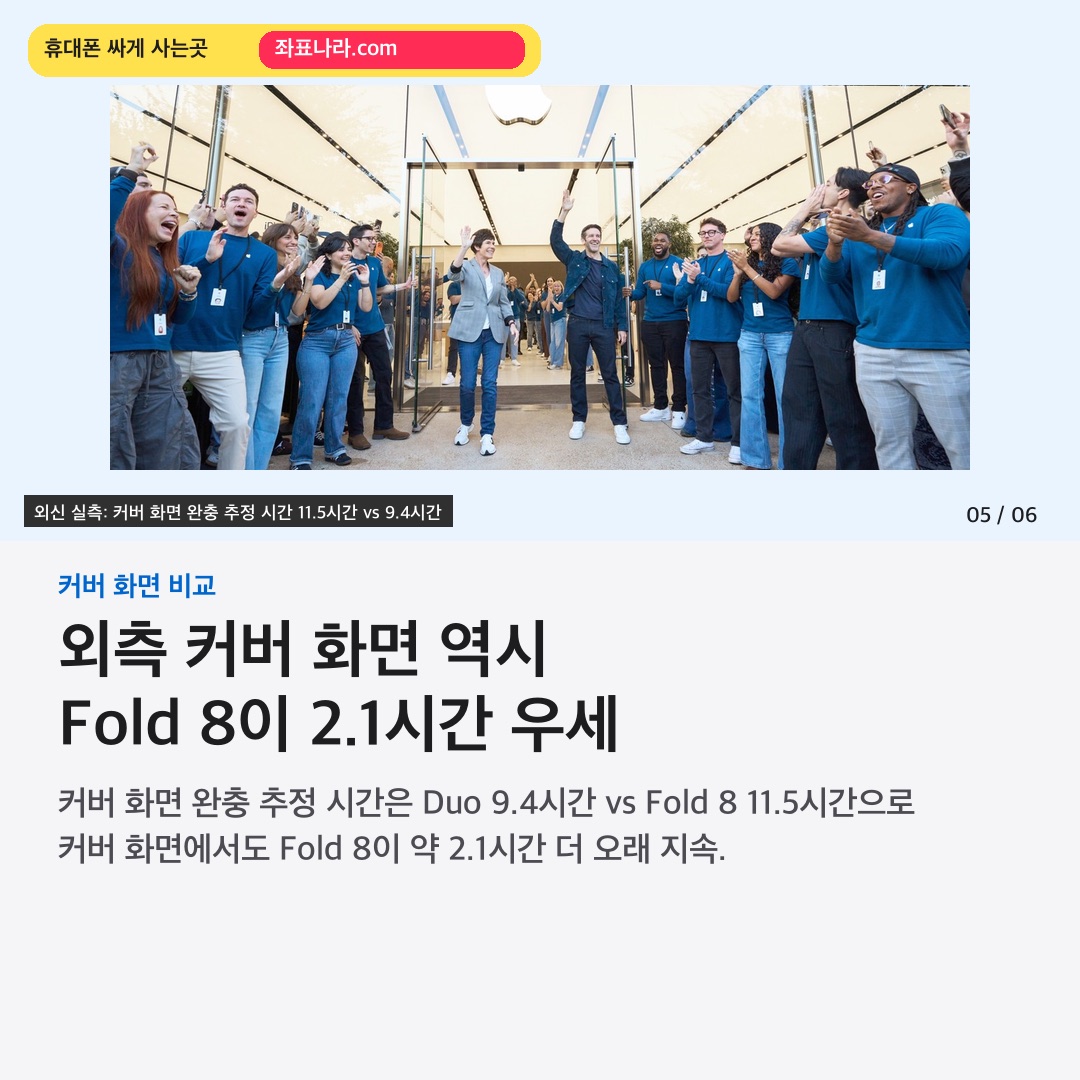 휴대폰 싸게 사는곳 좌표나라.com
외신 실측: 커버 화면 완충 추정 시간 11.5시간 vs 9.4시간
05 / 06
커버 화면 비교
외측 커버 화면 역시
Fold 8이 2.1시간 우세
커버 화면 완충 추정 시간은 Duo 9.4시간 vs Fold 8 11.5시간으로
커버 화면에서도 Fold 8이 약 2.1시간 더 오래 지속.